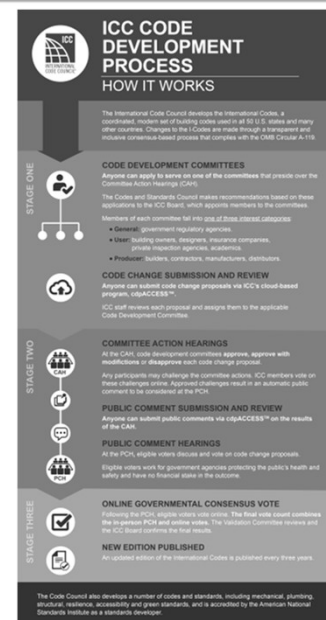 ICC
INTERNATIONAL
CODE COUNCIL
ICC CODE
DEVELOPMENT
PROCESS
HOW IT WORKS
The International Code Council develops the International Codes, a
coordinated, modern set of building codes used in all 50 U.S. states and many
other countries. Changes to the I-Codes are made through a transparent and
inclusive consensus-based process that complies with the OMB Circular A-119.
STAGE ONE
CODE DEVELOPMENT COMMITTEES
Anyone can apply to serve on one of the committees that preside over the
Committee Action Hearings (CAH).
The Codes and Standards Council makes recommendations based on these
applications to the ICC Board, which appoints members to the committees.
Members of each committee fall into one of three interest categories:
• General: government regulatory agencies.
• User: building owners, designers, insurance companies,
private inspection agencies, academics.
• Producer: builders, contractors, manufacturers, distributors.
CODE CHANGE SUBMISSION AND REVIEW
Anyone can submit code change proposals via ICC's cloud-based
program, cdpACCESS™.
ICC staff reviews each proposal and assigns them to the applicable
Code Development Committee.
STAGE TWO
COMMITTEE ACTION HEARINGS
At the CAH, code development committees approve, approve with
modifications or disapprove each code change proposal.
CAH
Any participants may challenge the committee actions. ICC members vote on
these challenges online. Approved challenges result in an automatic public
comment to be considered at the PCH.
PUBLIC COMMENT SUBMISSION AND REVIEW
Anyone can submit public comments via cdpACCESS™ on the results
of the CAH.
PUBLIC COMMENT HEARINGS
At the PCH, eligible voters discuss and vote on code change proposals.
PCH
Eligible voters work for government agencies protecting the public's health and
safety and have no financial stake in the outcome.
STAGE THREE
ONLINE GOVERNMENTAL CONSENSUS VOTE
Following the PCH, eligible voters vote online. The final vote count combines
the in-person PCH and online votes. The Validation Committee reviews and
the ICC Board confirms the final results.
NEW EDITION PUBLISHED
An updated edition of the International Codes is published every three years.
The Code Council also develops a number of codes and standards, including mechanical, plumbing,
structural, resilience, accessibility and green standards, and is accredited by the American National
Standards Institute as a standards developer.